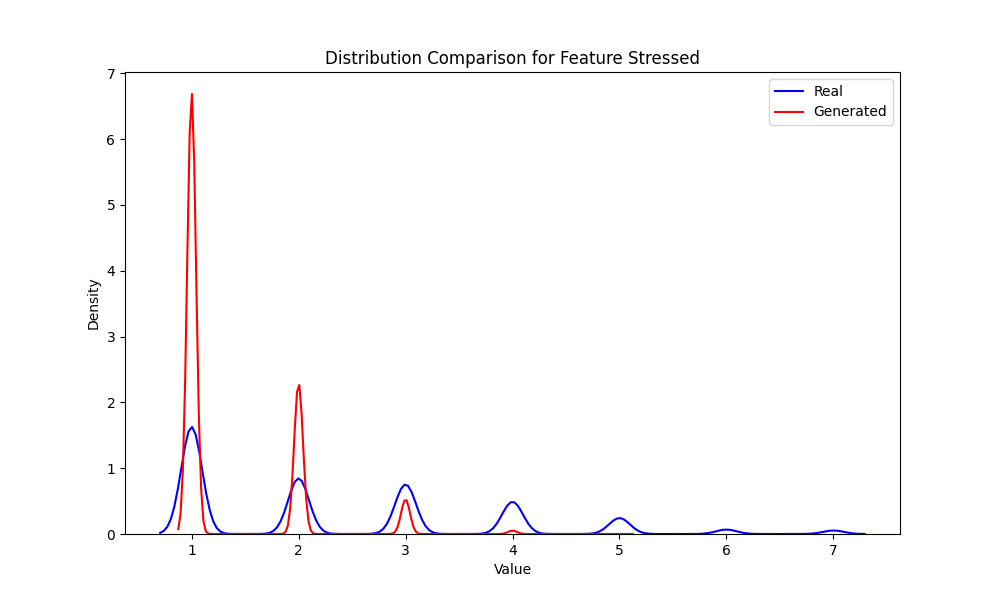 Distribution Comparison for Feature Stressed
Real
Generated
Density
7
6
5
4
3
2
1
0
1 2 3 4 5 6 7
Value